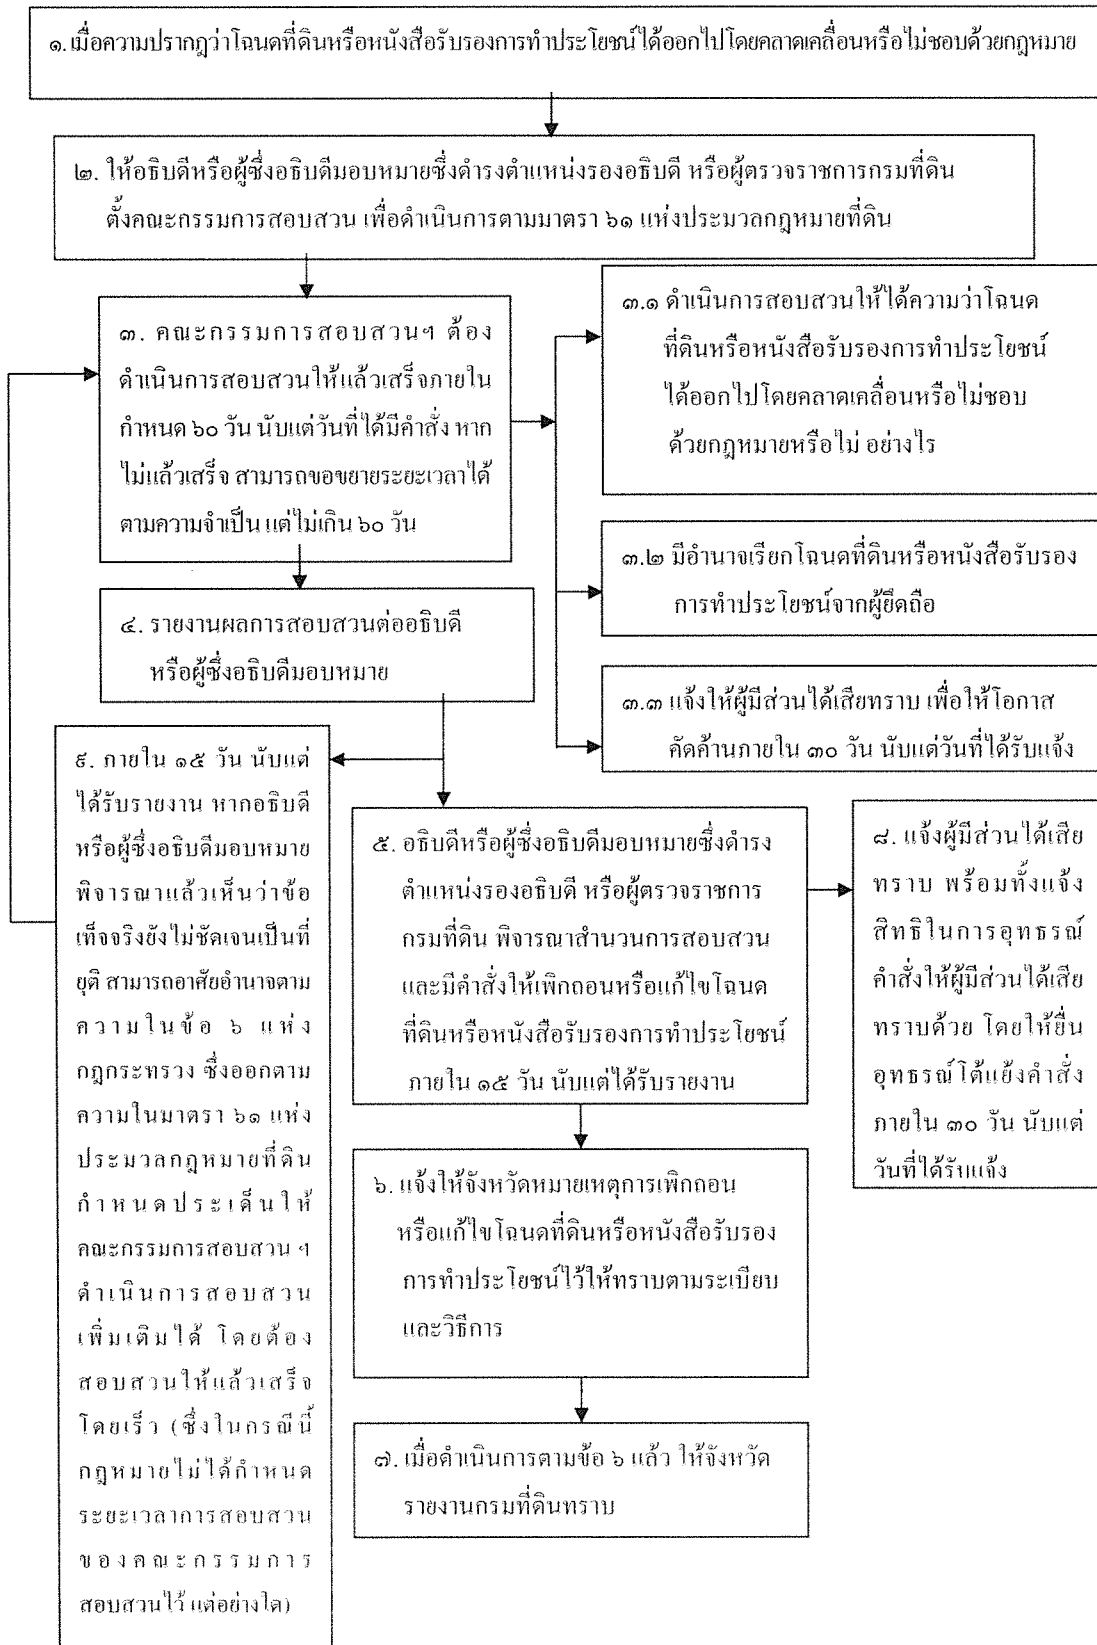 ๑. เมื่อความปรากฏว่าโฉนดที่ดินหรือหนังสือรับรองการทำประโยชน์ได้ออกไปโดยคลาดเคลื่อนหรือไม่ชอบด้วยกฎหมาย
๒. ให้อธิบดีหรือผู้ซึ่งอธิบดีมอบหมายซึ่งดำรงตำแหน่งรองอธิบดี หรือผู้ตรวจราชการกรมที่ดิน
ตั้งคณะกรรมการสอบสวน เพื่อดำเนินการตามมาตรา ๖๑ แห่งประมวลกฎหมายที่ดิน
๓. คณะกรรมการสอบสวนฯ ต้อง
ดำเนินการสอบสวนให้แล้วเสร็จภายใน
กำหนด ๖๐ วัน นับแต่วันที่ได้มีคำสั่ง หาก
ไม่แล้วเสร็จ สามารถขอขยายระยะเวลาได้
ตามความจำเป็น แต่ไม่เกิน ๖๐ วัน
๓.๑ ดำเนินการสอบสวนให้ได้ความว่าโฉนด
ที่ดินหรือหนังสือรับรองการทำประโยชน์
ได้ออกไปโดยคลาดเคลื่อนหรือไม่ชอบ
ด้วยกฎหมายหรือไม่ อย่างไร
๓.๒ มีอำนาจเรียกโฉนดที่ดินหรือหนังสือรับรอง
การทำประโยชน์จากผู้ยึดถือ
๓.๓ แจ้งให้ผู้มีส่วนได้เสียทราบ เพื่อให้โอกาส
คัดค้านภายใน ๓๐ วัน นับแต่วันที่ได้รับแจ้ง
๔. รายงานผลการสอบสวนต่ออธิบดี
หรือผู้ซึ่งอธิบดีมอบหมาย
๕. อธิบดีหรือผู้ซึ่งอธิบดีมอบหมายซึ่งดำรง
ตำแหน่งรองอธิบดี หรือผู้ตรวจราชการ
กรมที่ดิน พิจารณาสำนวนการสอบสวน
และมีคำสั่งให้เพิกถอนหรือแก้ไขโฉนด
ที่ดินหรือหนังสือรับรองการทำประโยชน์
ภายใน ๑๕ วัน นับแต่ได้รับรายงาน
๖. แจ้งให้จังหวัดหมายเหตุการเพิกถอน
หรือแก้ไขโฉนดที่ดินหรือหนังสือรับรอง
การทำประโยชน์ไว้ให้ทราบตามระเบียบ
และวิธีการ
๗. เมื่อดำเนินการตามข้อ ๖ แล้ว ให้จังหวัด
รายงานกรมที่ดินทราบ
๘. แจ้งผู้มีส่วนได้เสีย
ทราบ พร้อมทั้งแจ้ง
สิทธิในการอุทธรณ์
คำสั่งให้ผู้มีส่วนได้เสีย
ทราบด้วย โดยให้ยื่น
อุทธรณ์โต้แย้งคำสั่ง
ภายใน ๓๐ วัน นับแต่
วันที่ได้รับแจ้ง
๙. ภายใน ๑๕ วัน นับแต่
ได้รับรายงาน หากอธิบดี
หรือผู้ซึ่งอธิบดีมอบหมาย
พิจารณาแล้วเห็นว่าข้อ
เท็จจริงยังไม่ชัดเจนเป็นที่
ยุติ สามารถอาศัยอำนาจตาม
ความในข้อ ๖ แห่ง
กฎกระทรวง ซึ่งออกตาม
ความในมาตรา ๖๑ แห่ง
ประมวลกฎหมายที่ดิน
กำหนดประเด็นให้
คณะกรรมการสอบสวน ฯ
ดำเนินการสอบสวน
เพิ่มเติมได้ โดยต้อง
สอบสวนให้แล้วเสร็จ
โดยเร็ว (ซึ่งในกรณีนี้
กฎหมายไม่ได้กำหนด
ระยะเวลาการสอบสวน
ของคณะกรรมการ
สอบสวนไว้ แต่อย่างใด)